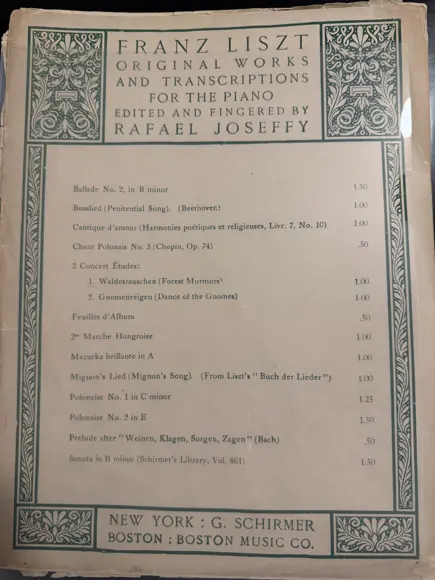 FRANZ LISZT
ORIGINAL WORKS
AND TRANSCRIPTIONS
FOR THE PIANO
EDITED AND FINGERED BY
RAFAEL JOSEFFY
Ballade No. 2, in B minor 1.50
Busslied (Penitential Song). (Beethoven) 1.00
Cantique d'amour (Harmonies poétiques et religieuses, Livr. 7, No. 10) 1.00
Chant Polonais No. 5 (Chopin, Op. 74) .50
2 Concert Études:
1. Waldesrauschen (Forest Murmurs) 1.00
2. Gnomenreigen (Dance of the Gnomes) 1.00
Feuilles d'Album .50
2me Marche Hongroise 1.00
Mazurka brillante in A 1.00
Mignon's Lied (Mignon's Song). (From Liszt's "Buch der Lieder") 1.00
Polonaise No. 1 in C minor 1.25
Polonaise No. 2 in E 1.50
Prelude after "Weinen, Klagen, Sorgen, Zagen" (Bach) .50
Sonata in B minor (Schirmer's Library, Vol. 861) 1.50
NEW YORK : G. SCHIRMER
BOSTON : BOSTON MUSIC CO.